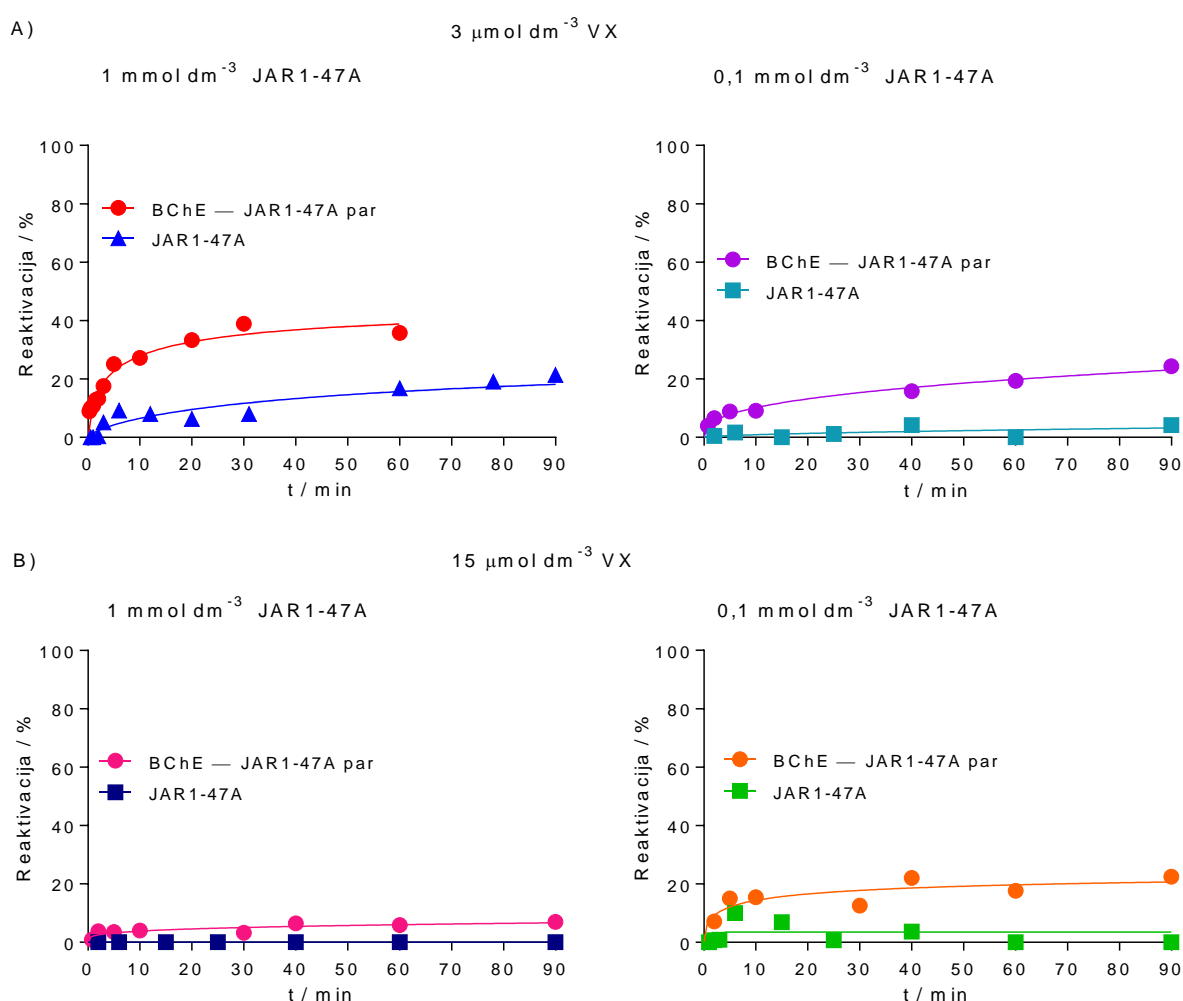 A)
3 μmol dm⁻³ VX
1 mmol dm⁻³ JAR1-47A
0,1 mmol dm⁻³ JAR1-47A
Reaktivacija / %
100
80
60
40
20
0
BChE — JAR1-47A par
JAR1-47A
0 10 20 30 40 50 60 70 80 90
t / min
Reaktivacija / %
100
80
60
40
20
0
BChE — JAR1-47A par
JAR1-47A
0 10 20 30 40 50 60 70 80 90
t / min
B)
15 μmol dm⁻³ VX
1 mmol dm⁻³ JAR1-47A
0,1 mmol dm⁻³ JAR1-47A
Reaktivacija / %
100
80
60
40
20
0
BChE — JAR1-47A par
JAR1-47A
0 10 20 30 40 50 60 70 80 90
t / min
Reaktivacija / %
100
80
60
40
20
0
BChE — JAR1-47A par
JAR1-47A
0 10 20 30 40 50 60 70 80 90
t / min